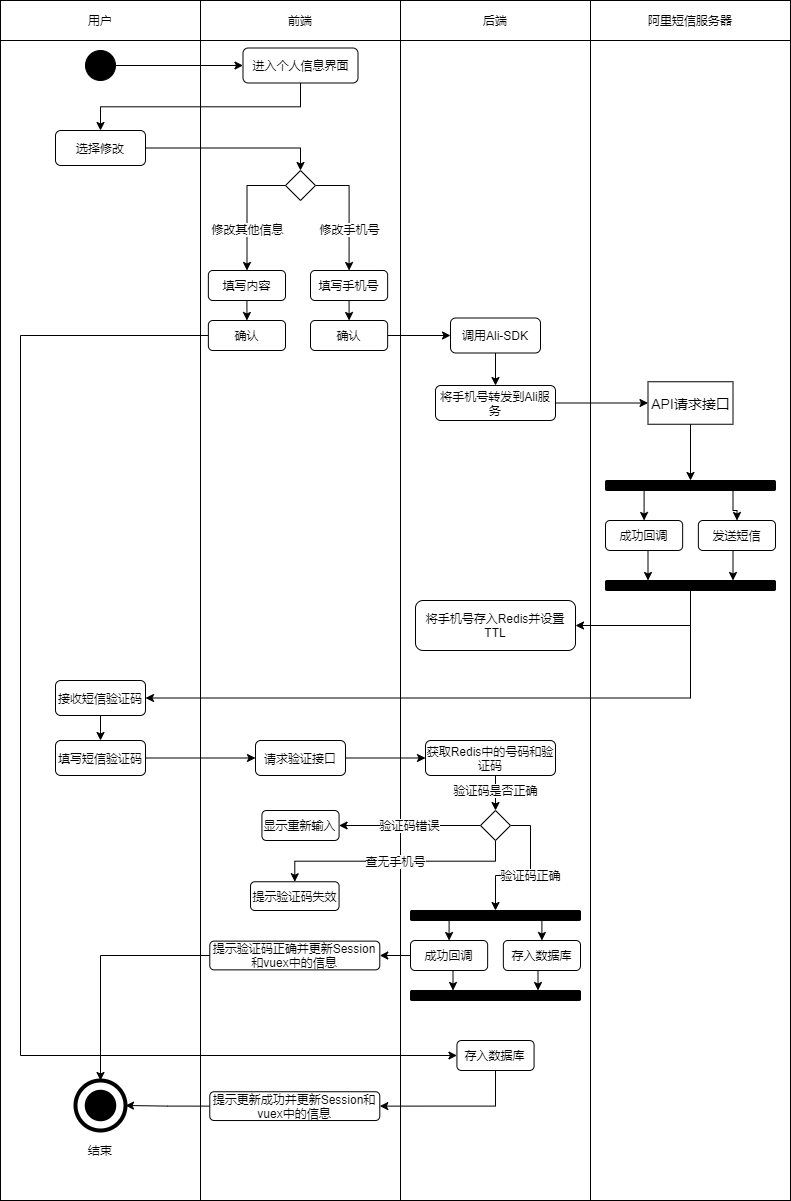 用户
前端
后端
阿里短信服务器
进入个人信息界面
选择修改
修改其他信息
修改手机号
填写内容
填写手机号
确认
确认
调用Ali-SDK
将手机号转发到Ali服
务
API请求接口
成功回调
发送短信
将手机号存入Redis并设置
TTL
接收短信验证码
填写短信验证码
请求验证接口
获取Redis中的号码和验
证码
验证码是否正确
显示重新输入
验证码错误
查无手机号
提示验证码失效
验证码正确
提示验证码正确并更新Session
和vuex中的信息
成功回调
存入数据库
存入数据库
提示更新成功并更新Session和
vuex中的信息
结束